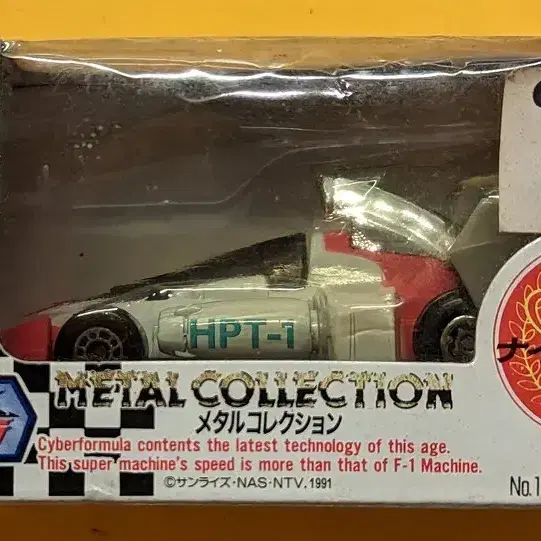 HPT-1
METAL COLLECTION
メタルコレクション
Cyberformula contents the latest technology of this age.
This super machine's speed is more than that of F-1 Machine.
©サンライズ·NAS·NTV.1991
No.1
ナイ